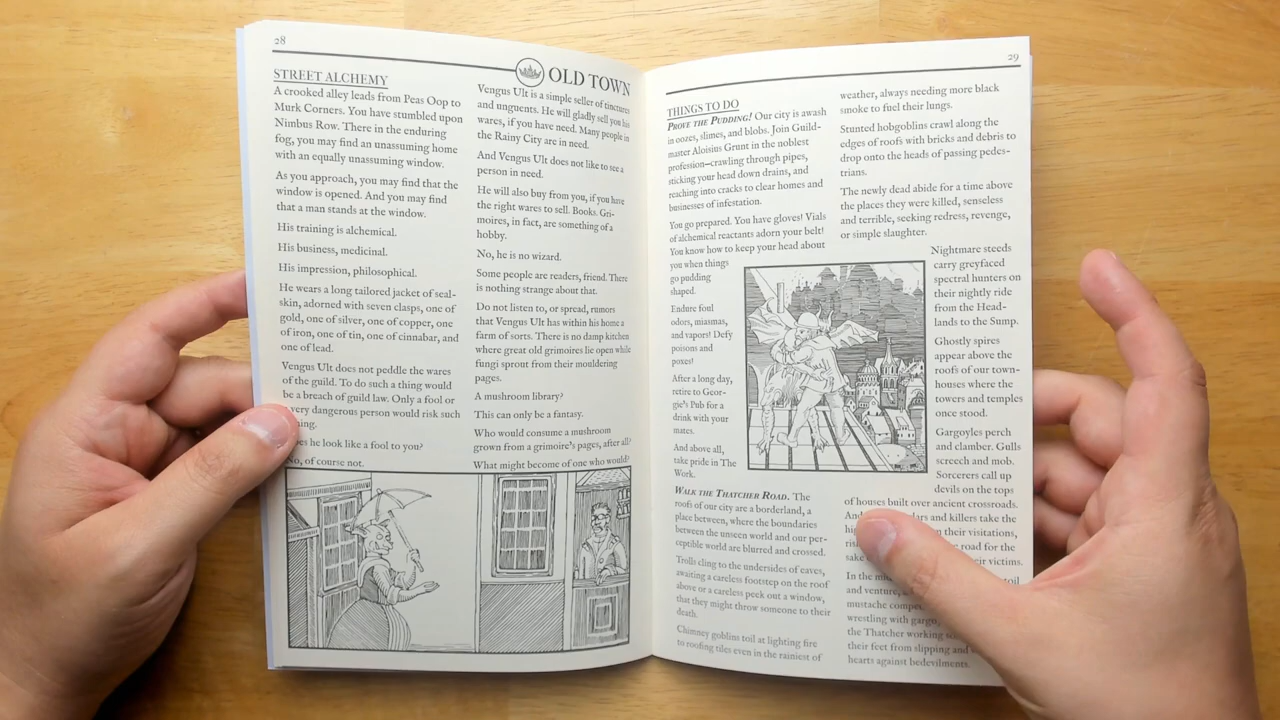 28
OLD TOWN
STREET ALCHEMY
A crooked alley leads from Peas Oop to
Murk Corners. You have stumbled upon
Nimbus Row. There in the enduring
fog, you may find an unassuming home
with an equally unassuming window.
As you approach, you may find that the
window is opened. And you may find
that a man stands at the window.
His training is alchemical.
His business, medicinal.
His impression, philosophical.
He wears a long tailored jacket of seal-
skin, adorned with seven clasps, one of
gold, one of silver, one of copper, one
of iron, one of tin, one of cinnabar, and
one of lead.
Vengus Ult does not peddle the wares
of the guild. To do such a thing would
be a breach of guild law. Only a fool or
very dangerous person would risk such
he look like a fool to you?
No, of course not.
Vengus Ult is a simple seller of tinctures
and unguents. He will gladly sell you his
wares, if you have need. Many people in
the Rainy City are in need.
And Vengus Ult does not like to see a
person in need.
He will also buy from you, if you have
the right wares to sell. Books. Gri-
moires, in fact, are something of a
hobby.
No, he is no wizard.
Some people are readers, friend. There
is nothing strange about that.
Do not listen to, or spread, rumors
that Vengus Ult has within his home a
farm of sorts. There is no damp kitchen
where great old grimoires lie open while
fungi sprout from their mouldering
pages.
A mushroom library?
This can only be a fantasy.
Who would consume a mushroom
grown from a grimoire's pages, after all?
What might become of one who would?
29
THINGS TO DO
PROVE THE PUDDING! Our city is awash
in oozes, slimes, and blobs. Join Guild-
master Aloisius Grunt in the noblest
profession—crawling through pipes,
sticking your head down drains, and
reaching into cracks to clear homes and
businesses of infestation.
You go prepared. You have gloves! Vials
of alchemical reactants adorn your belt!
You know how to keep your head about
you when things
go pudding
shaped.
Endure foul
odors, miasmas,
and vapors! Defy
poisons and
poxes!
After a long day,
retire to Geor-
gie's Pub for a
drink with your
mates.
And above all,
take pride in The
Work.
WALK THE THATCHER ROAD. The
roofs of our city are a borderland, a
place between, where the boundaries
between the unseen world and our per-
ceptible world are blurred and crossed.
Trolls cling to the undersides of eaves,
awaiting a careless footstep on the roof
above or a careless peek out a window,
that they might throw someone to their
death.
Chimney goblins toil at lighting fire
to roofing tiles even in the rainiest of
weather, always needing more black
smoke to fuel their lungs.
Stunted hobgoblins crawl along the
edges of roofs with bricks and debris to
drop onto the heads of passing pedes-
trians.
The newly dead abide for a time above
the places they were killed, senseless
and terrible, seeking redress, revenge,
or simple slaughter.
Nightmare steeds
carry greyfaced
spectral hunters on
their nightly ride
from the Head-
lands to the Sump.
Ghostly spires
appear above the
roofs of our town-
houses where the
towers and temples
once stood.
Gargoyles perch
and clamber. Gulls
screech and mob.
Sorcerers call up
devils on the tops
of houses built over ancient crossroads.
and killers take the
their visitations,
road for the
sake their victims.
In the toil
and venture,
mustache
wrestling with
the Thatcher working
their feet from slipping and
hearts against bedevilments.